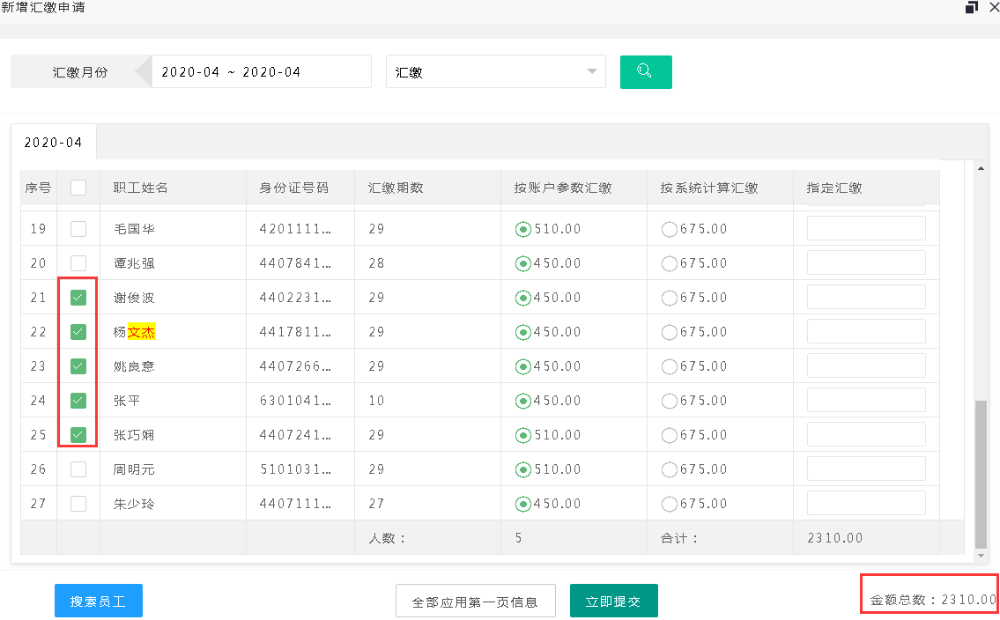 新增汇缴申请
汇缴月份 2020-04 ~ 2020-04 汇缴
2020-04
序号 职工姓名 身份证号码 汇缴期数 按账户参数汇缴 按系统计算汇缴 指定汇缴
19 毛国华 4201111... 29 510.00 675.00
20 谭兆强 4407841... 28 450.00 675.00
21 谢俊波 4402231... 29 450.00 675.00
22 杨文杰 4417811... 29 450.00 675.00
23 姚良意 4407266... 29 450.00 675.00
24 张平 6301041... 10 450.00 675.00
25 张巧娴 4407241... 29 510.00 675.00
26 周明元 5101031... 29 510.00 675.00
27 朱少玲 4407111... 27 450.00 675.00
人数： 5 合计： 2310.00
搜索员工 全部应用第一页信息 立即提交 金额总数：2310.00